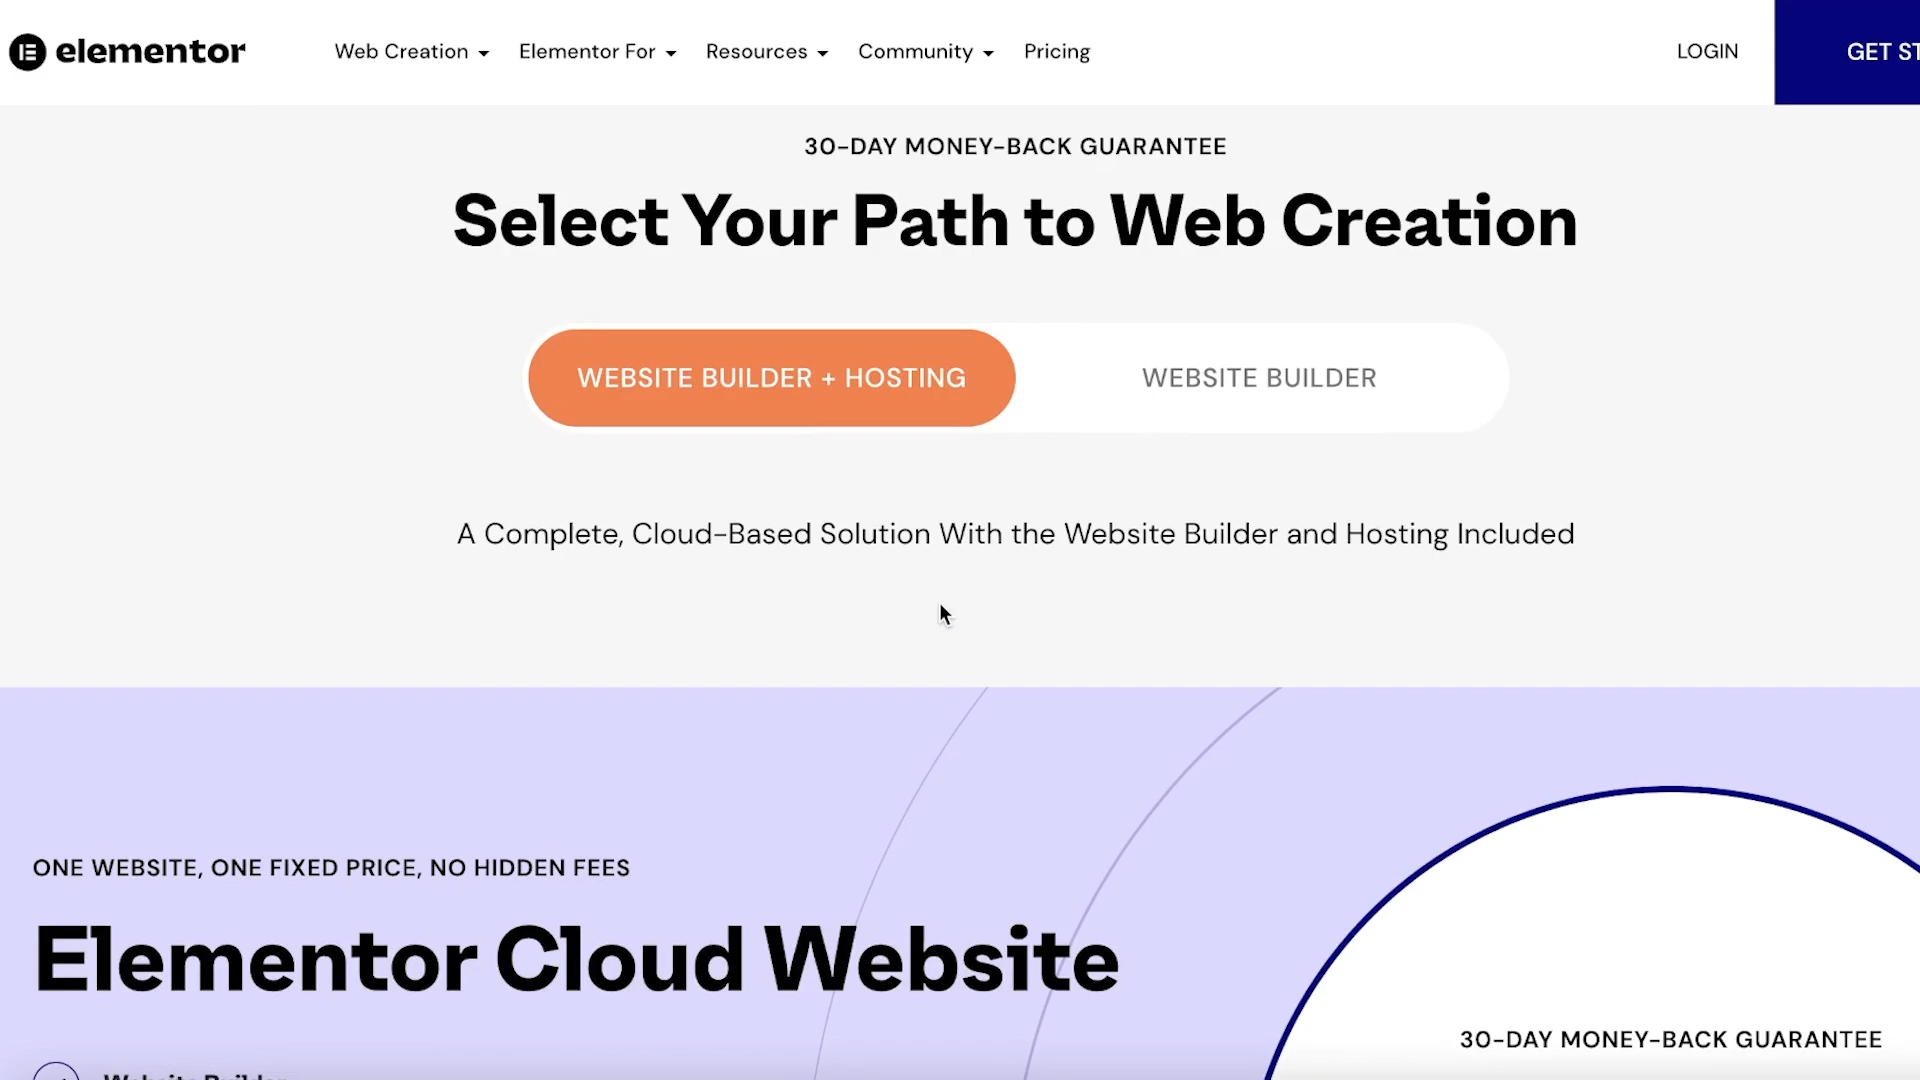 elementor
Web Creation
Elementor For
Resources
Community
Pricing
LOGIN
GET ST
30-DAY MONEY-BACK GUARANTEE
Select Your Path to Web Creation
WEBSITE BUILDER + HOSTING
WEBSITE BUILDER
A Complete, Cloud-Based Solution With the Website Builder and Hosting Included
ONE WEBSITE, ONE FIXED PRICE, NO HIDDEN FEES
Elementor Cloud Website
30-DAY MONEY-BACK GUARANTEE
Website Builder